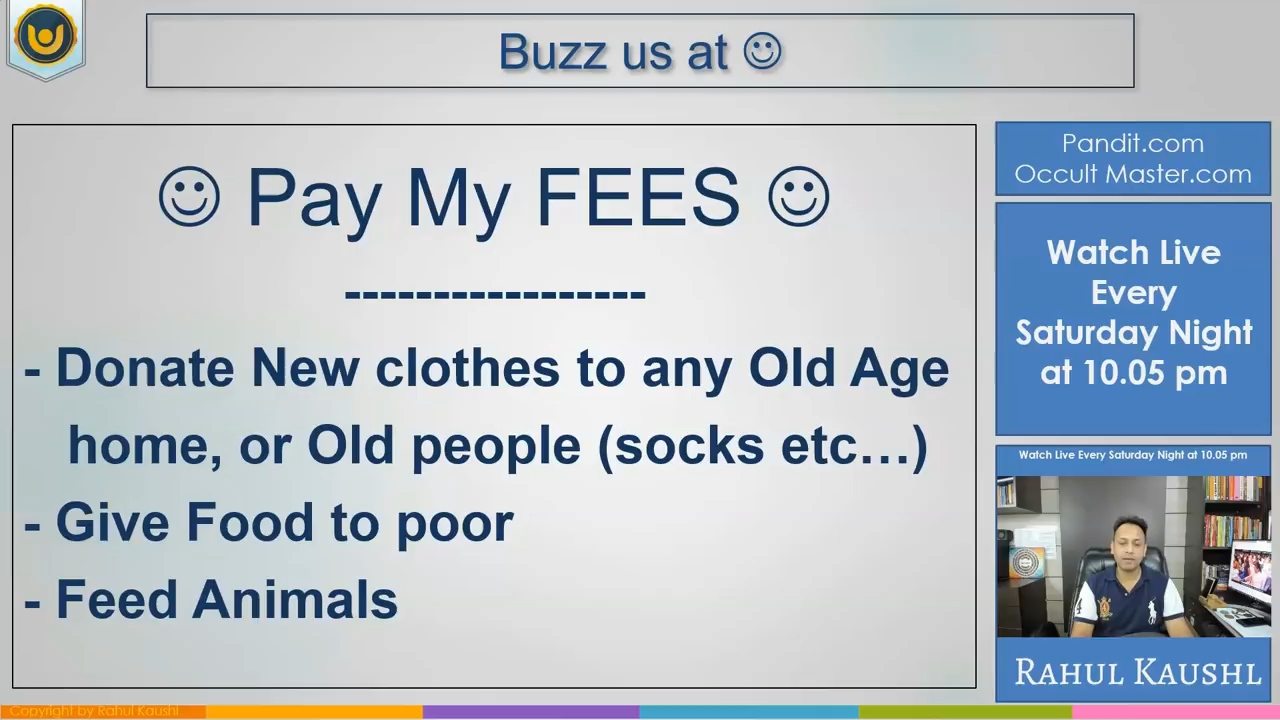 Buzz us at ☺
☺ Pay My FEES ☺
-----------------
- Donate New clothes to any Old Age
home, or Old people (socks etc…)
- Give Food to poor
- Feed Animals
Pandit.com
Occult Master.com
Watch Live
Every
Saturday Night
at 10.05 pm
Watch Live Every Saturday Night at 10.05 pm
Rahul Kaushl
Copyright by Rahul Kaushl